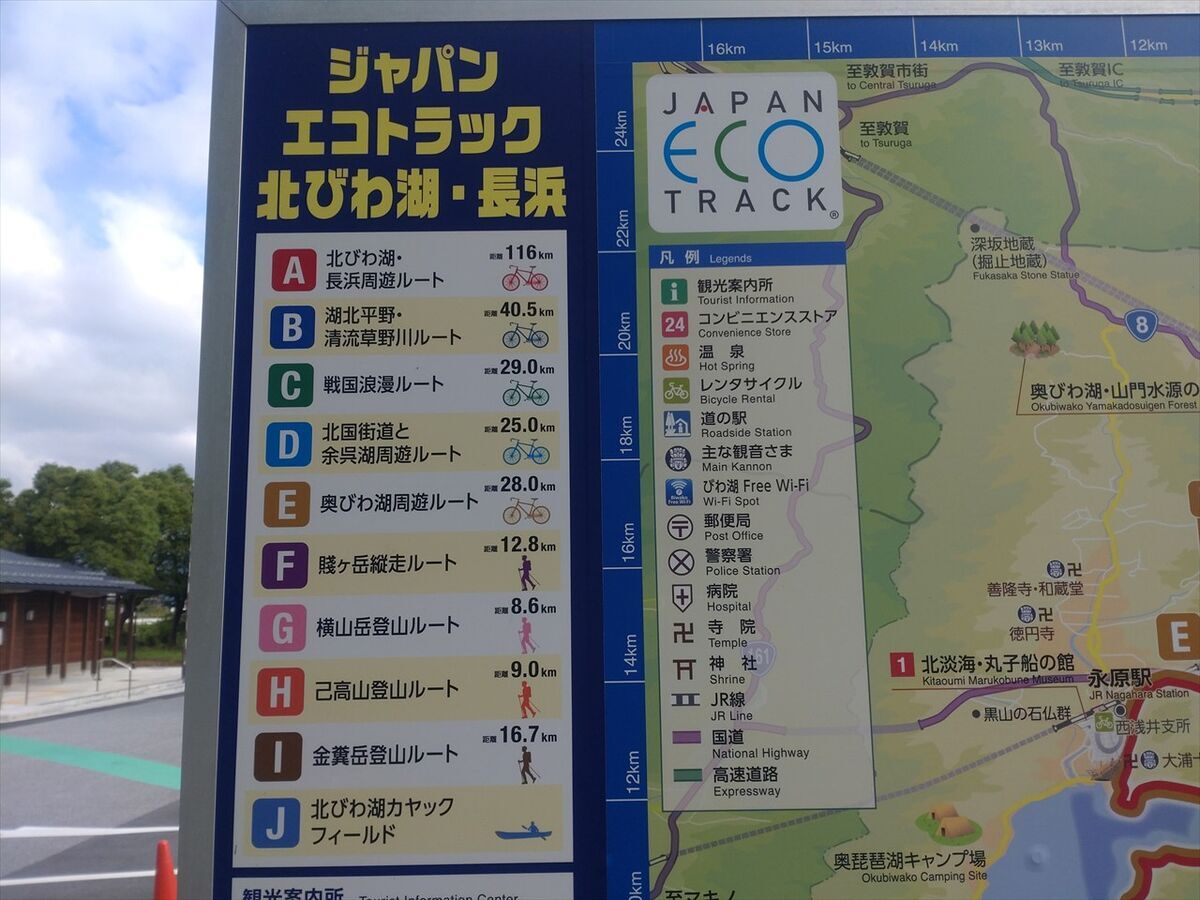 ジャパン
エコトラック
北びわ湖・長浜
A 北びわ湖・
長浜周遊ルート 距離 116km
B 湖北平野・
清流草野川ルート 距離 40.5km
C 戦国浪漫ルート 距離 29.0km
D 北国街道と
余呉湖周遊ルート 距離 25.0km
E 奥びわ湖周遊ルート 距離 28.0km
F 賤ヶ岳縦走ルート 距離 12.8km
G 横山岳登山ルート 距離 8.6km
H 己高山登山ルート 距離 9.0km
I 金糞岳登山ルート 距離 16.7km
J 北びわ湖カヤック
フィールド
観光案内所 Tourist Information Center
16km 15km 14km 13km 12km
24km
22km
20km
18km
16km
14km
12km
0km
JAPAN
ECO
TRACK®
凡例 Legends
i 観光案内所
Tourist Information
24 コンビニエンスストア
Convenience Store
温泉
Hot Spring
レンタサイクル
Bicycle Rental
道の駅
Roadside Station
主な観音さま
Main Kannon
びわ湖 Free Wi-Fi
Wi-Fi Spot
郵便局
Post Office
警察署
Police Station
病院
Hospital
寺院
Temple
神社
Shrine
JR線
JR Line
国道
National Highway
高速道路
Expressway
161
至敦賀市街
to Central Tsuruga
至敦賀IC
to Tsuruga IC
至敦賀
to Tsuruga
深坂地蔵
(掘止地蔵)
Fukasaka Stone Statue
8
奥びわ湖・山門水源の
Okubiwako Yamakadosuigen Forest
善隆寺・和蔵堂
徳円寺
E
1 北淡海・丸子船の館
Kitaoumi Marukobune Museum
永原駅
JR Nagahara Station
黒山の石仏群
西浅井支所
大浦十
奥琵琶湖キャンプ場
Okubiwako Camping Site
至マキノ